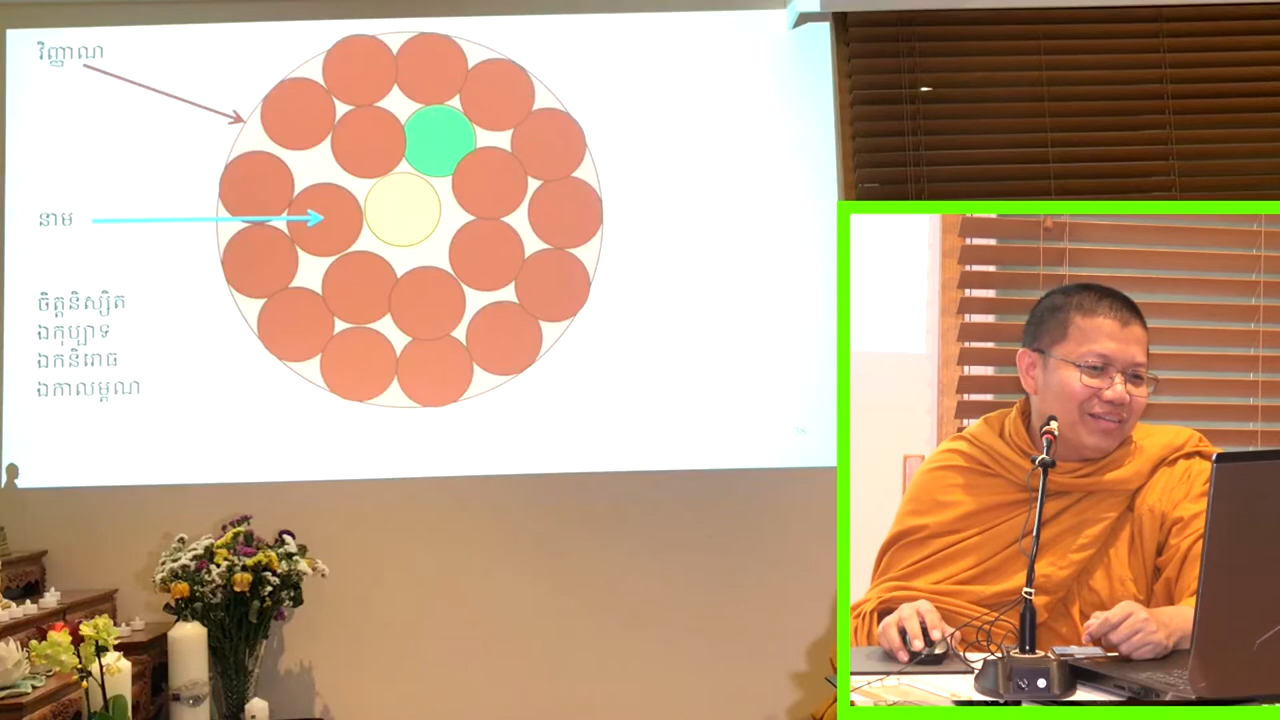 វិញ្ញាណ
នាម
ចិត្តនិស្សិត
ឯកុប្បាទ
ឯកនិរោធ
ឯកាលម្ពណ